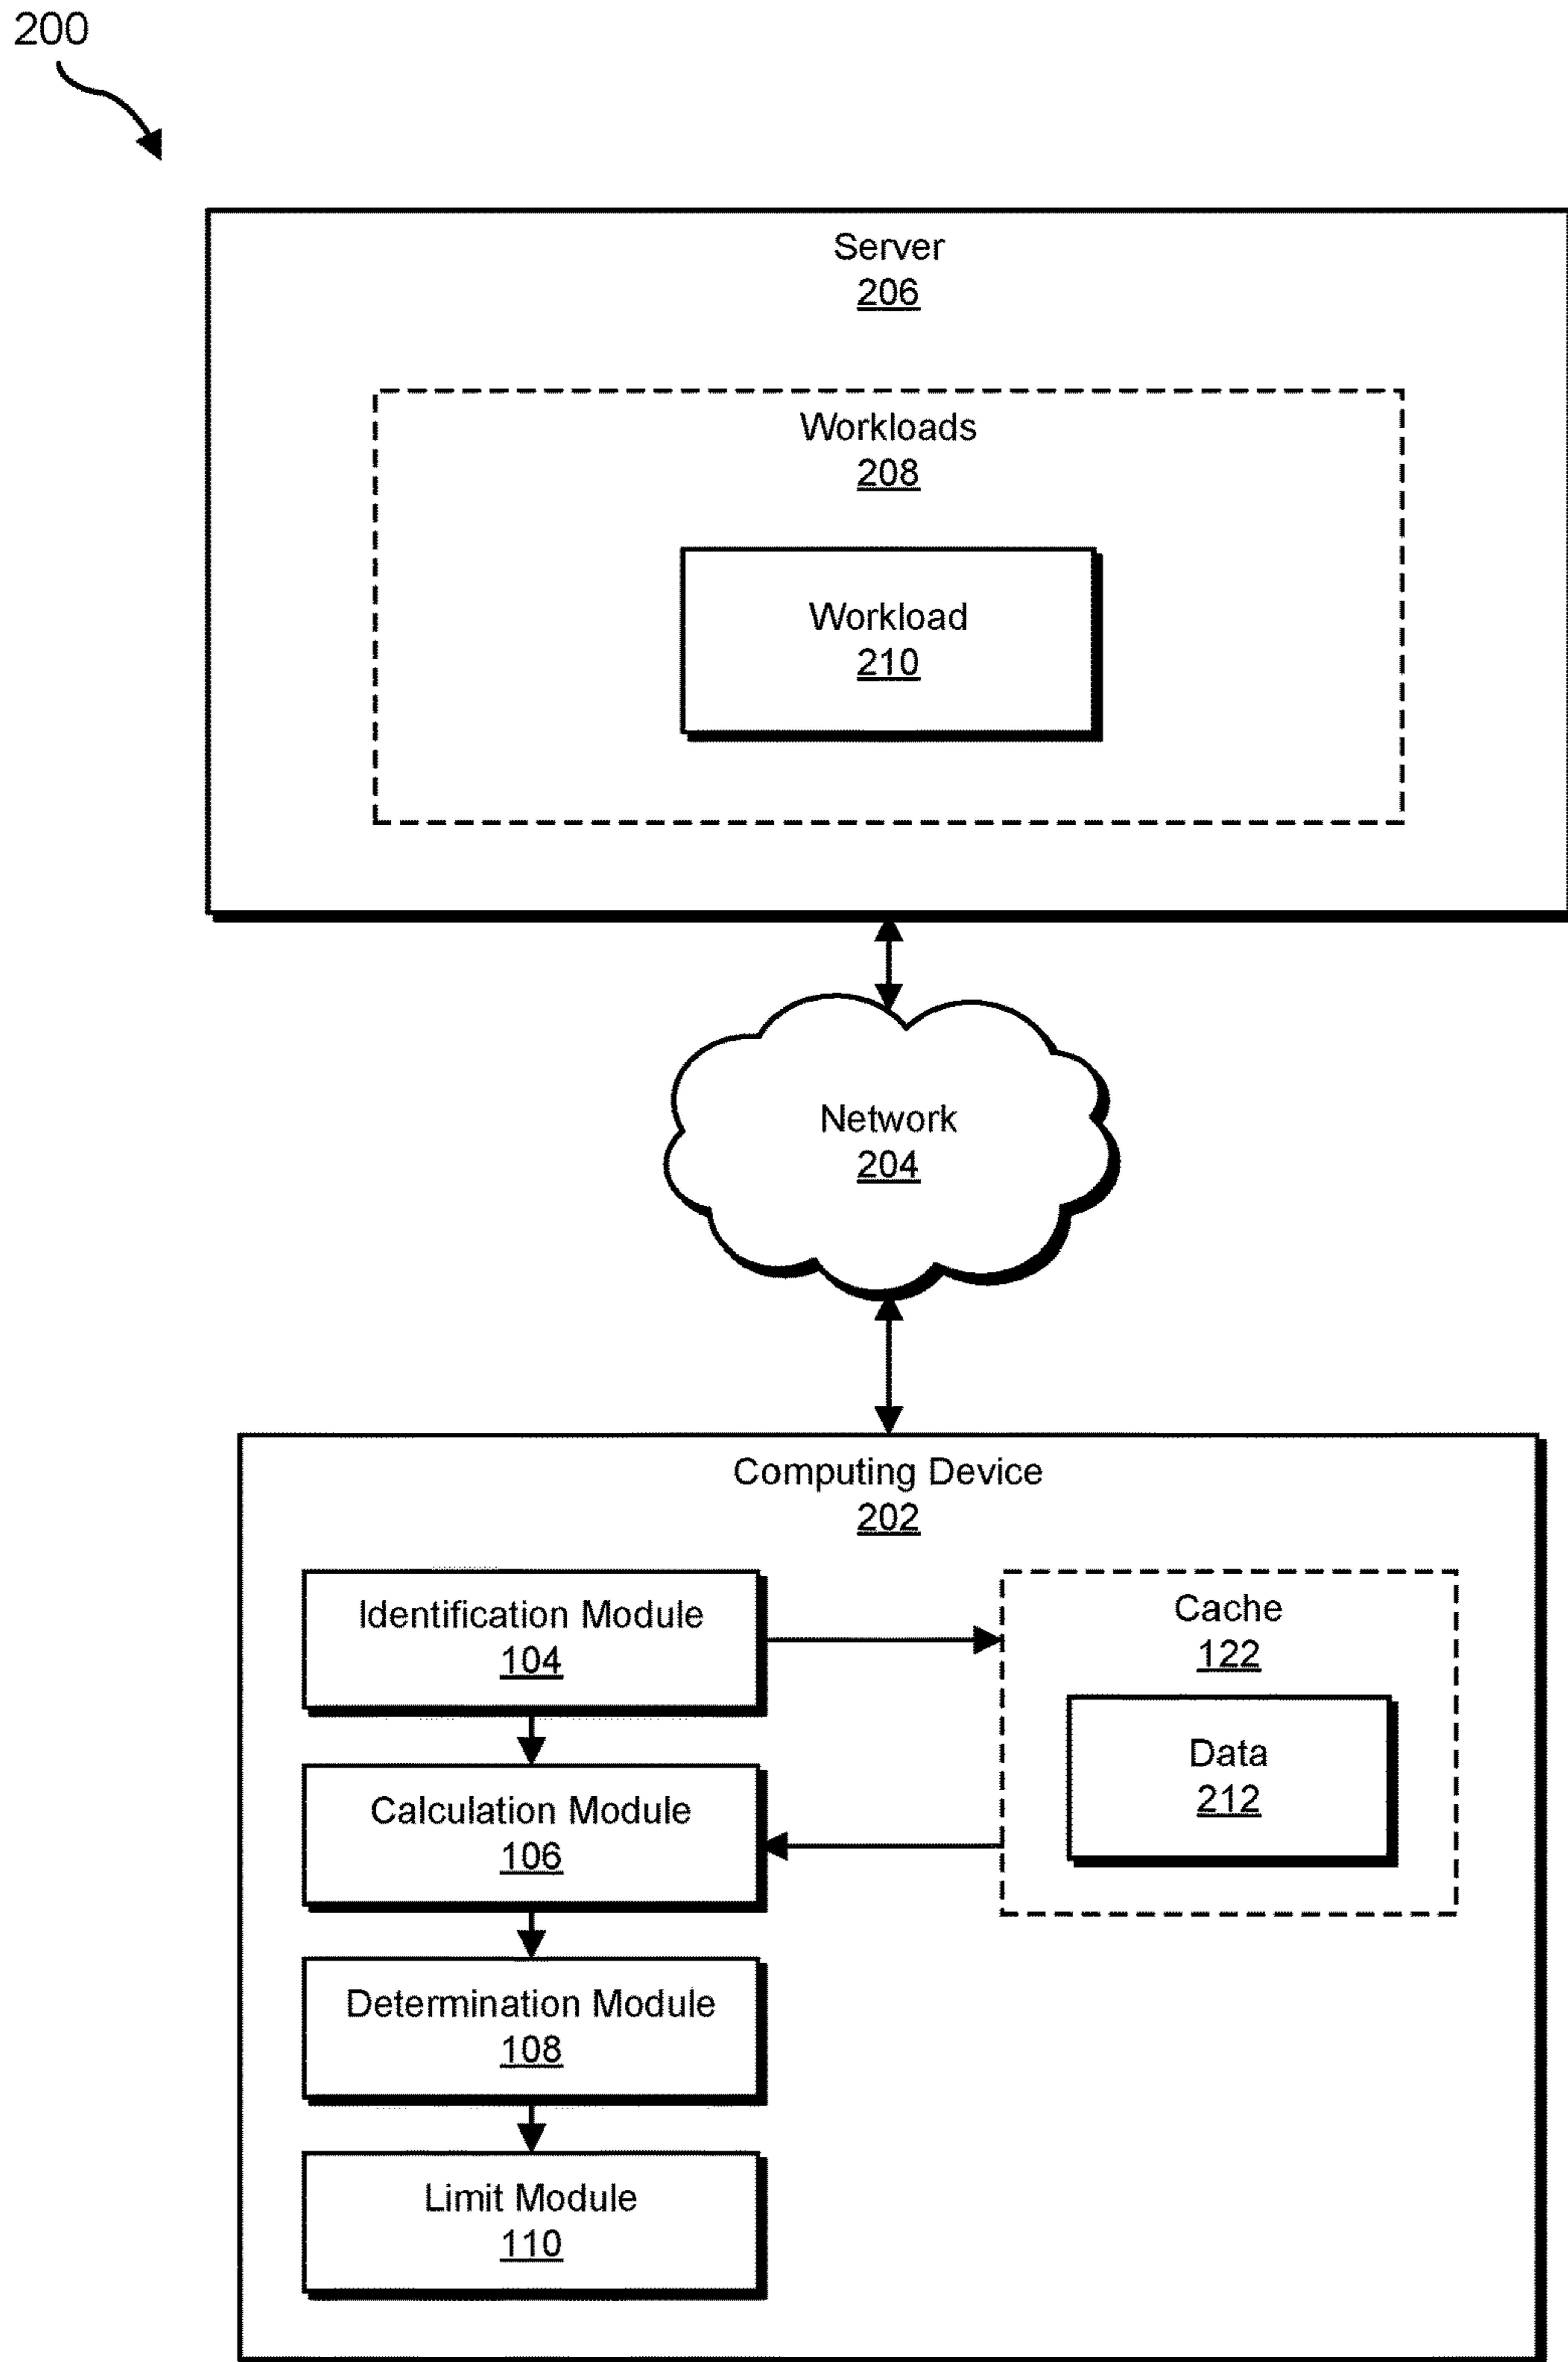 200
Server
206
Workloads
208
Workload
210
Network
204
Computing Device
202
Identification Module
104
Cache
122
Data
212
Calculation Module
106
Determination Module
108
Limit Module
110